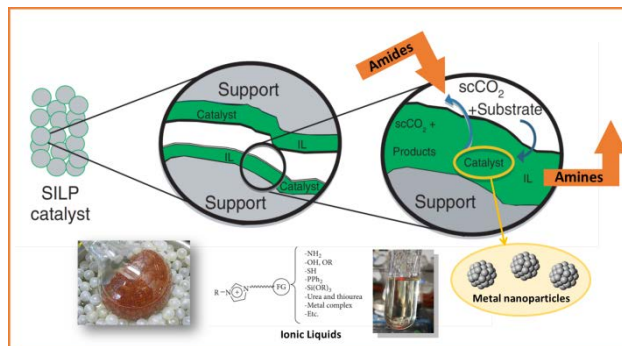 Amides
Support
Catalyst
IL
IL
Catalyst
Support
SILP
catalyst
scCO2
+Substrate
scCO2 +
Products
Catalyst
IL
Support
Amines
Metal nanoparticles
R-N
N
+
FG
-NH2
-OH, OR
-SH
-PPh2
-Si(OR)3
-Urea and thiourea
-Metal complex
-Etc.
Ionic Liquids